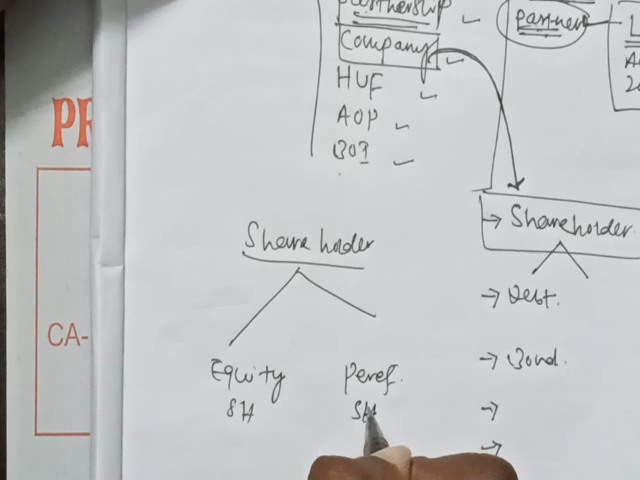 Partnership
Company
HUF
AOP
BOI
Partner
PR
CA-
Shareholder
Shareholder
→ Debt.
→ Bond.
→
→
Equity
SH
Peref.
SH